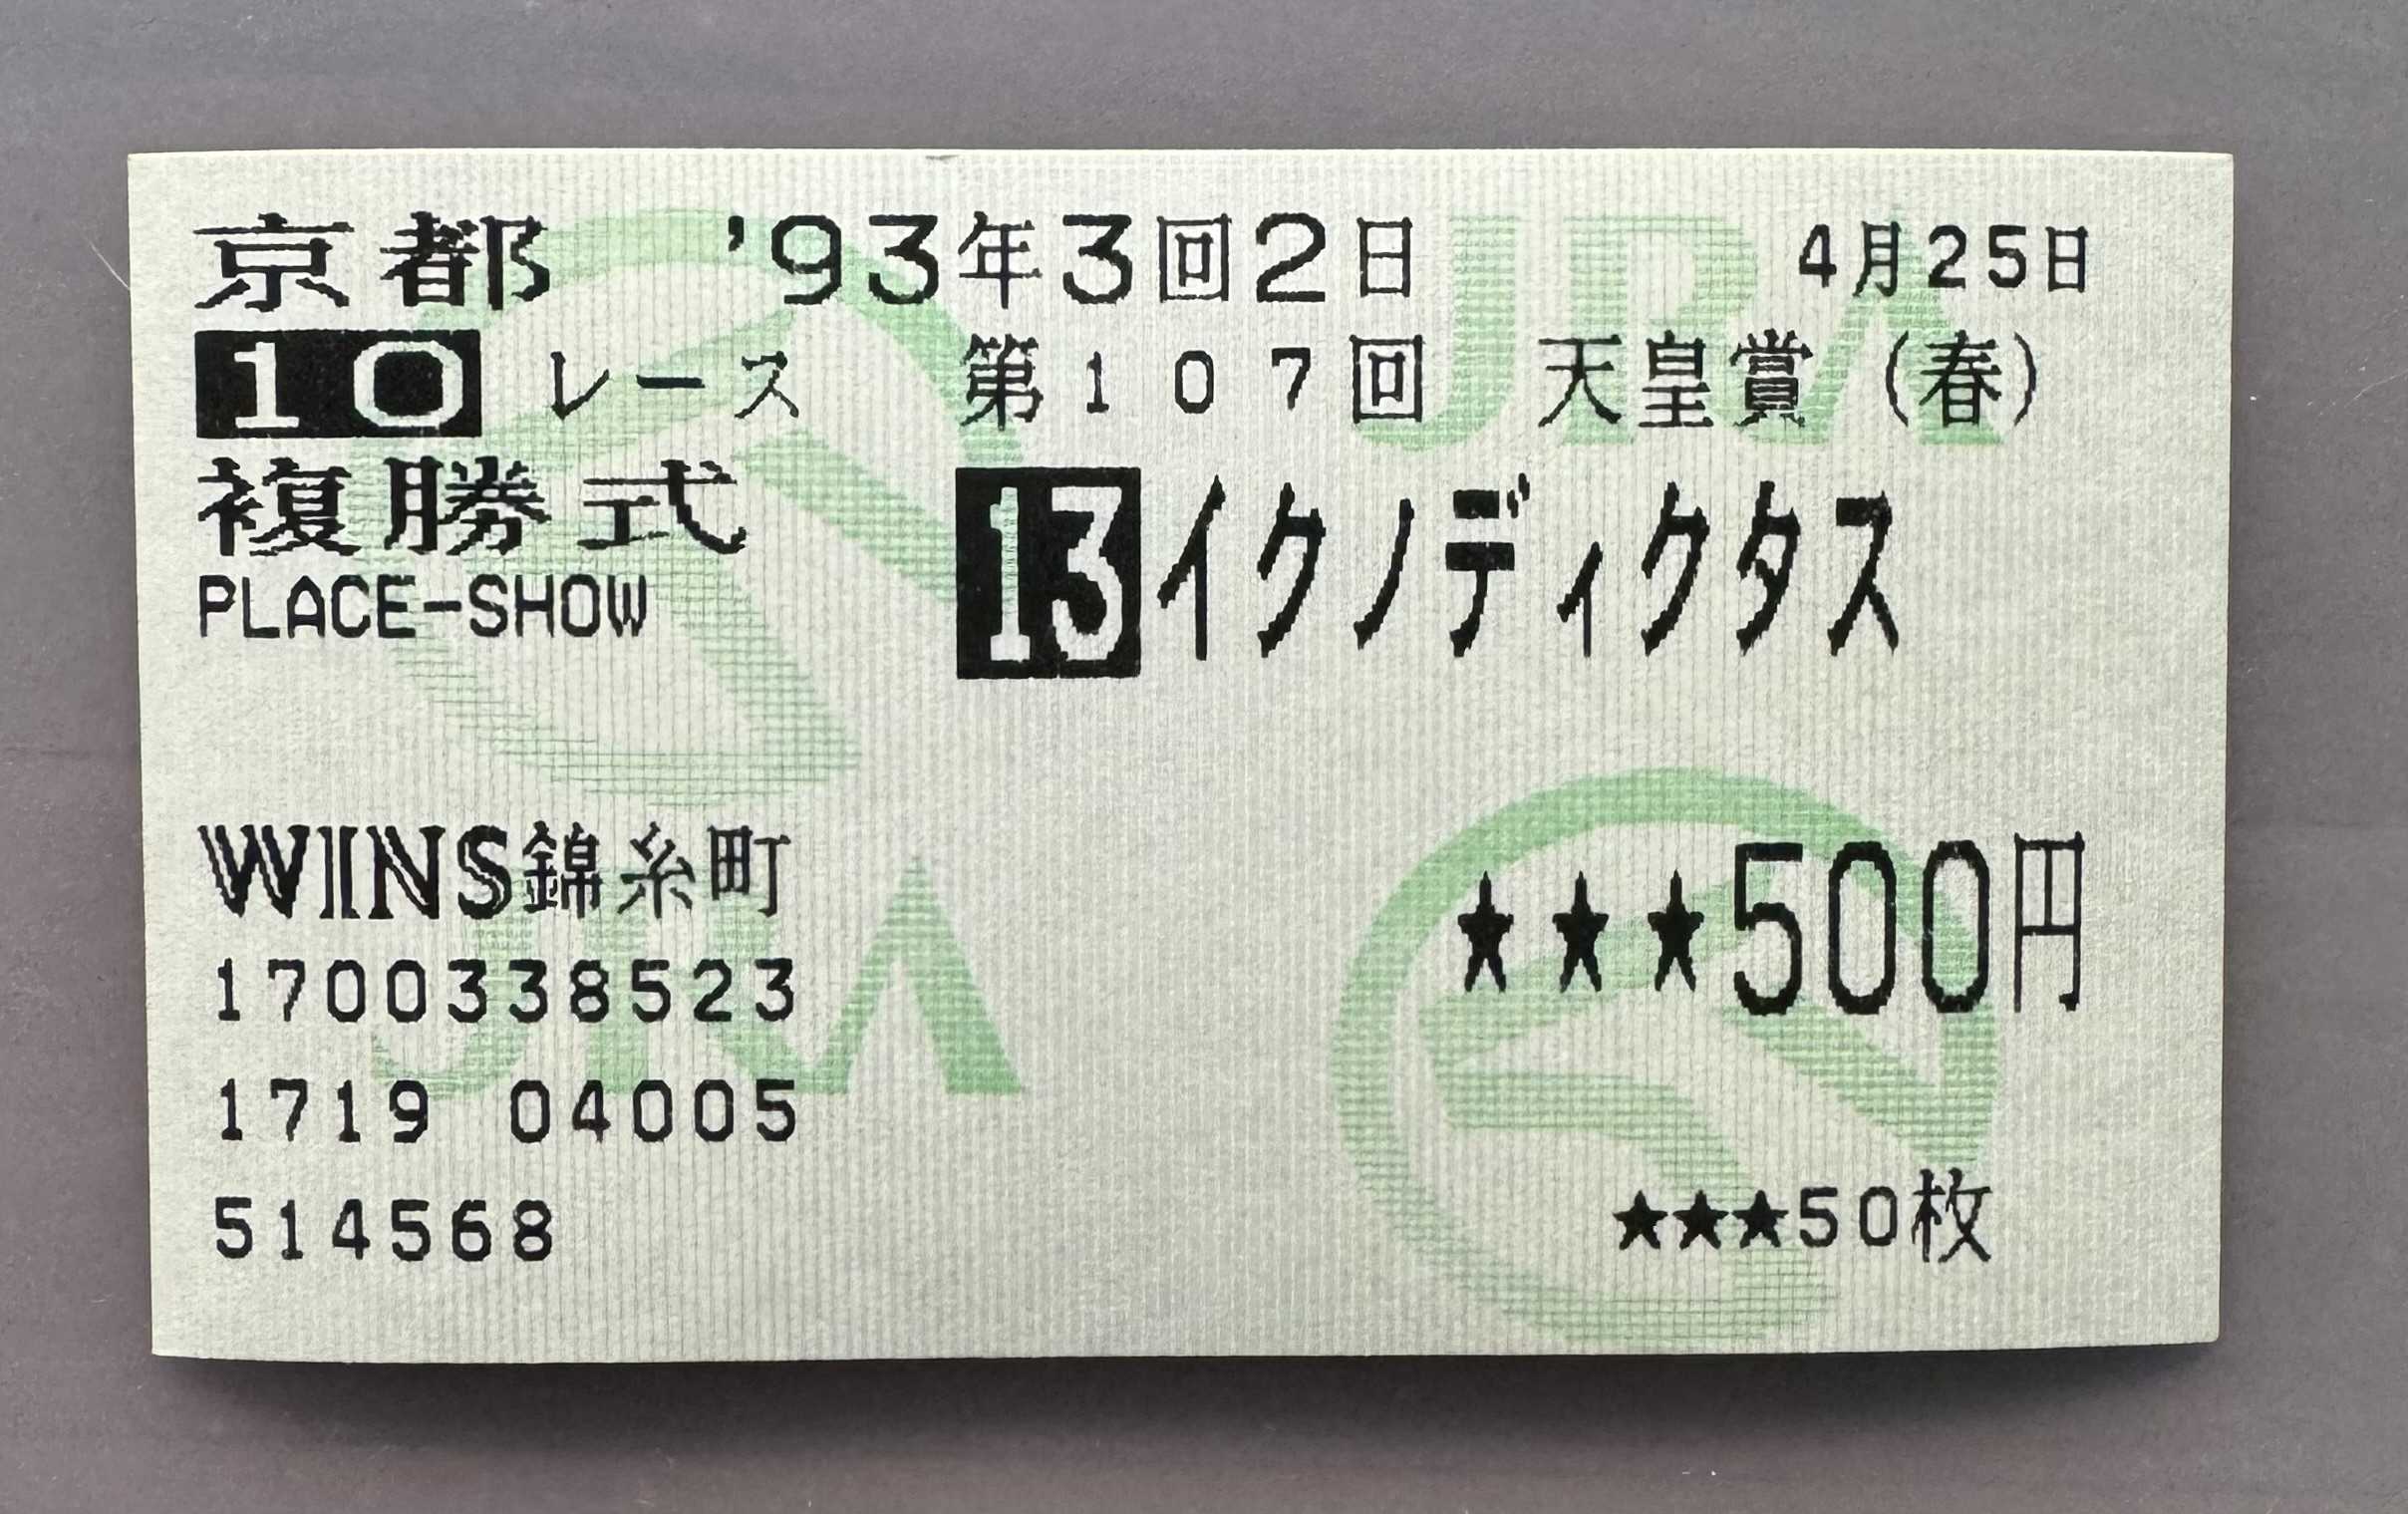 京都 '93年3回2日 4月25日
10 レース 第107回 天皇賞(春)
複勝式 13 イクノディクタス
PLACE-SHOW
WINS錦糸町
★★★500円
1700338523
1719 04005
514568 ★★★50枚
JRA
JRA